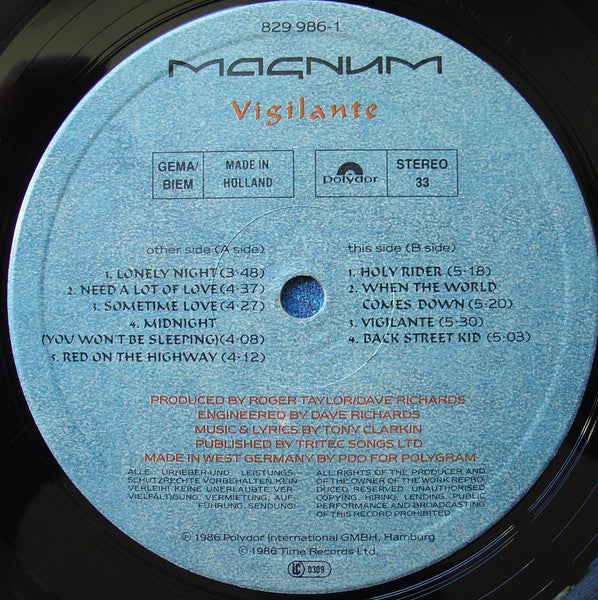 829 986-1
MAGNUM
Vigilante
GEMA/
BIEM
MADE IN
HOLLAND
polydor
STEREO
33
other side (A side)
1. LONELY NIGHT (3·48)
2. NEED A LOT OF LOVE (4·37)
3. SOMETIME LOVE (4·27)
4. MIDNIGHT
(YOU WON'T BE SLEEPING) (4·08)
5. RED ON THE HIGHWAY (4·12)
this side (B side)
1. HOLY RIDER (5·18)
2. WHEN THE WORLD
COMES DOWN (5·20)
3. VIGILANTE (5·30)
4. BACK STREET KID (5·03)
PRODUCED BY ROGER TAYLOR/DAVE RICHARDS
ENGINEERED BY DAVE RICHARDS
MUSIC & LYRICS BY TONY CLARKIN
PUBLISHED BY TRITEC SONGS LTD
MADE IN WEST GERMANY BY PDO FOR POLYGRAM
ALLE URHEBER-UND LEISTUNGS-
SCHUTZRECHTE VORBEHALTEN. KEIN
VERLEIH! KEINE UNERLAUBTE VER-
VIELFÄLTIGUNG, VERMIETUNG, AUF-
FÜHRUNG, SENDUNG!
ALL RIGHTS OF THE PRODUCER AND
OF THE OWNER OF THE WORK REPRO-
DUCED RESERVED. UNAUTHORISED
COPYING, HIRING, LENDING, PUBLIC
PERFORMANCE AND BROADCASTING
OF THIS RECORD PROHIBITED
℗ 1986 Polydor International GMBH, Hamburg
© 1986 Time Records Ltd.
LC 0309